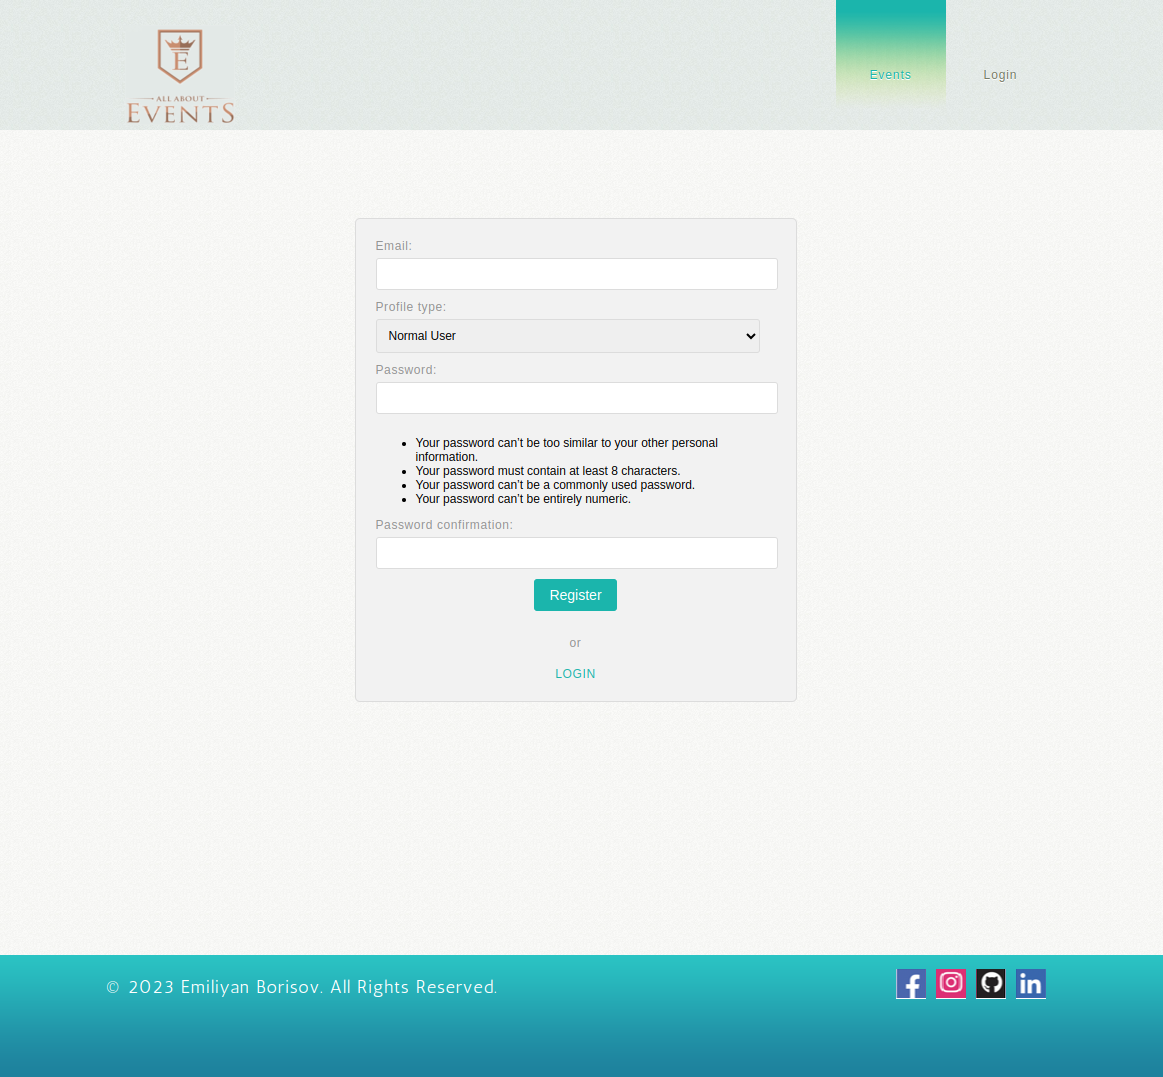 E
ALL ABOUT
EVENTS
Events
Login
Email:
Profile type:
Normal User
Password:
Your password can’t be too similar to your other personal
information.
Your password must contain at least 8 characters.
Your password can’t be a commonly used password.
Your password can’t be entirely numeric.
Password confirmation:
Register
or
LOGIN
© 2023 Emiliyan Borisov. All Rights Reserved.
f
in